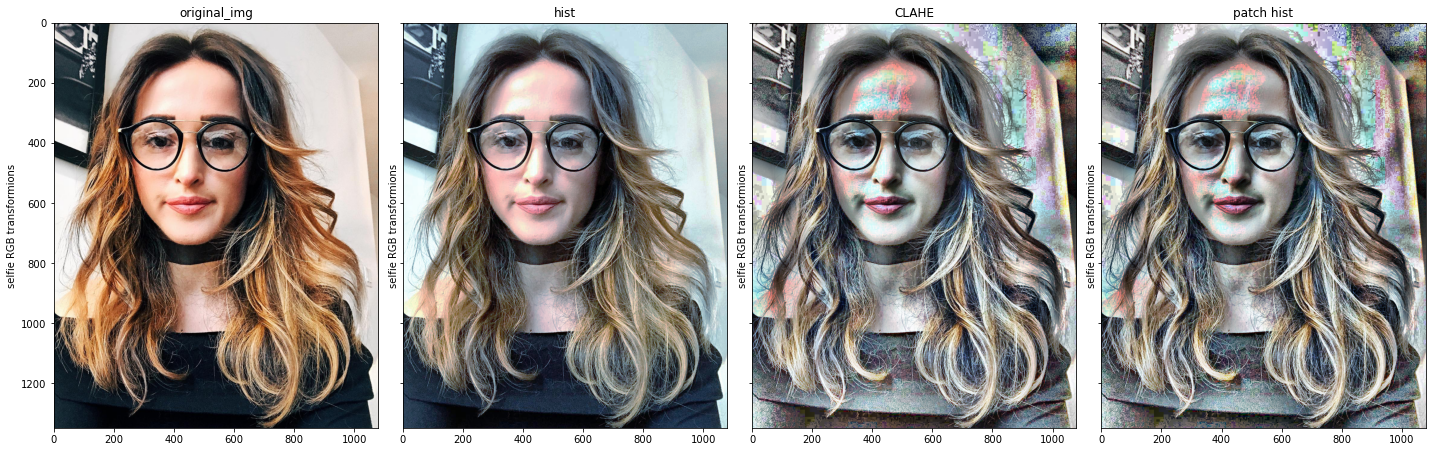 original_img
hist
CLAHE
patch hist
selfie RGB transformions
0
200
400
600
800
1000
1200
0 200 400 600 800 1000
selfie RGB transformions
0 200 400 600 800 1000
selfie RGB transformions
0 200 400 600 800 1000
selfie RGB transformions
0 200 400 600 800 1000